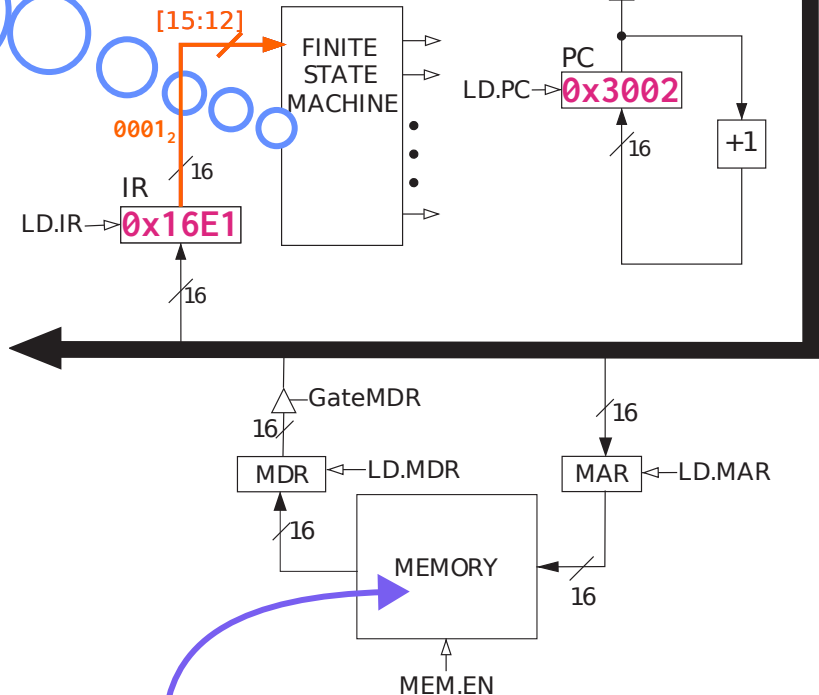 [15:12]
FINITE
STATE
MACHINE
PC
LD.PC
0x3002
+1
0001₂
16
16
IR
LD.IR
0x16E1
16
GateMDR
16
16
MDR
LD.MDR
MAR
LD.MAR
16
MEMORY
16
MEM.EN